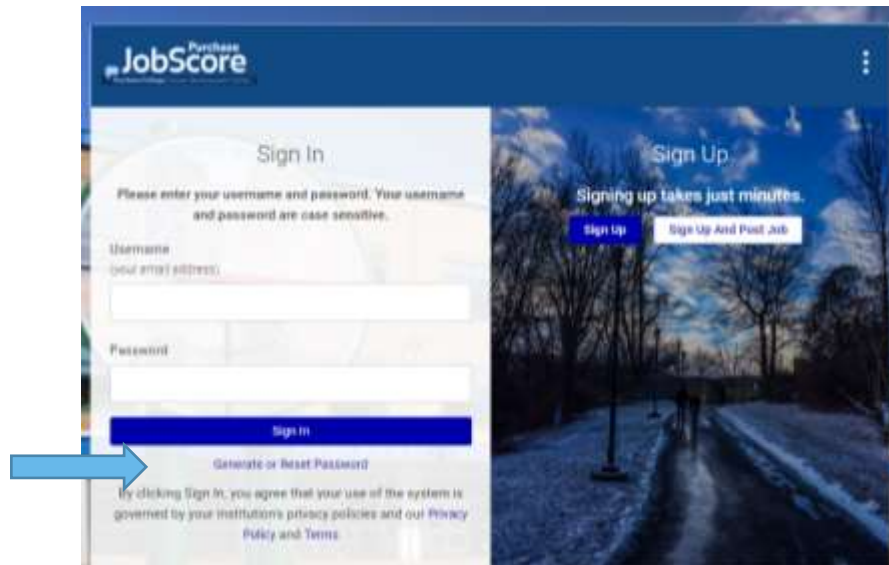 Purchase
JobScore
Sign In
Please enter your username and password. Your username
and password are case sensitive.
Username
(your email address)
Password
Sign In
Generate or Reset Password
By clicking Sign In, you agree that your use of the system is
governed by your institution's privacy policies and our Privacy
Policy and Terms
Sign Up
Signing up takes just minutes.
Sign Up
Sign Up And Post Job